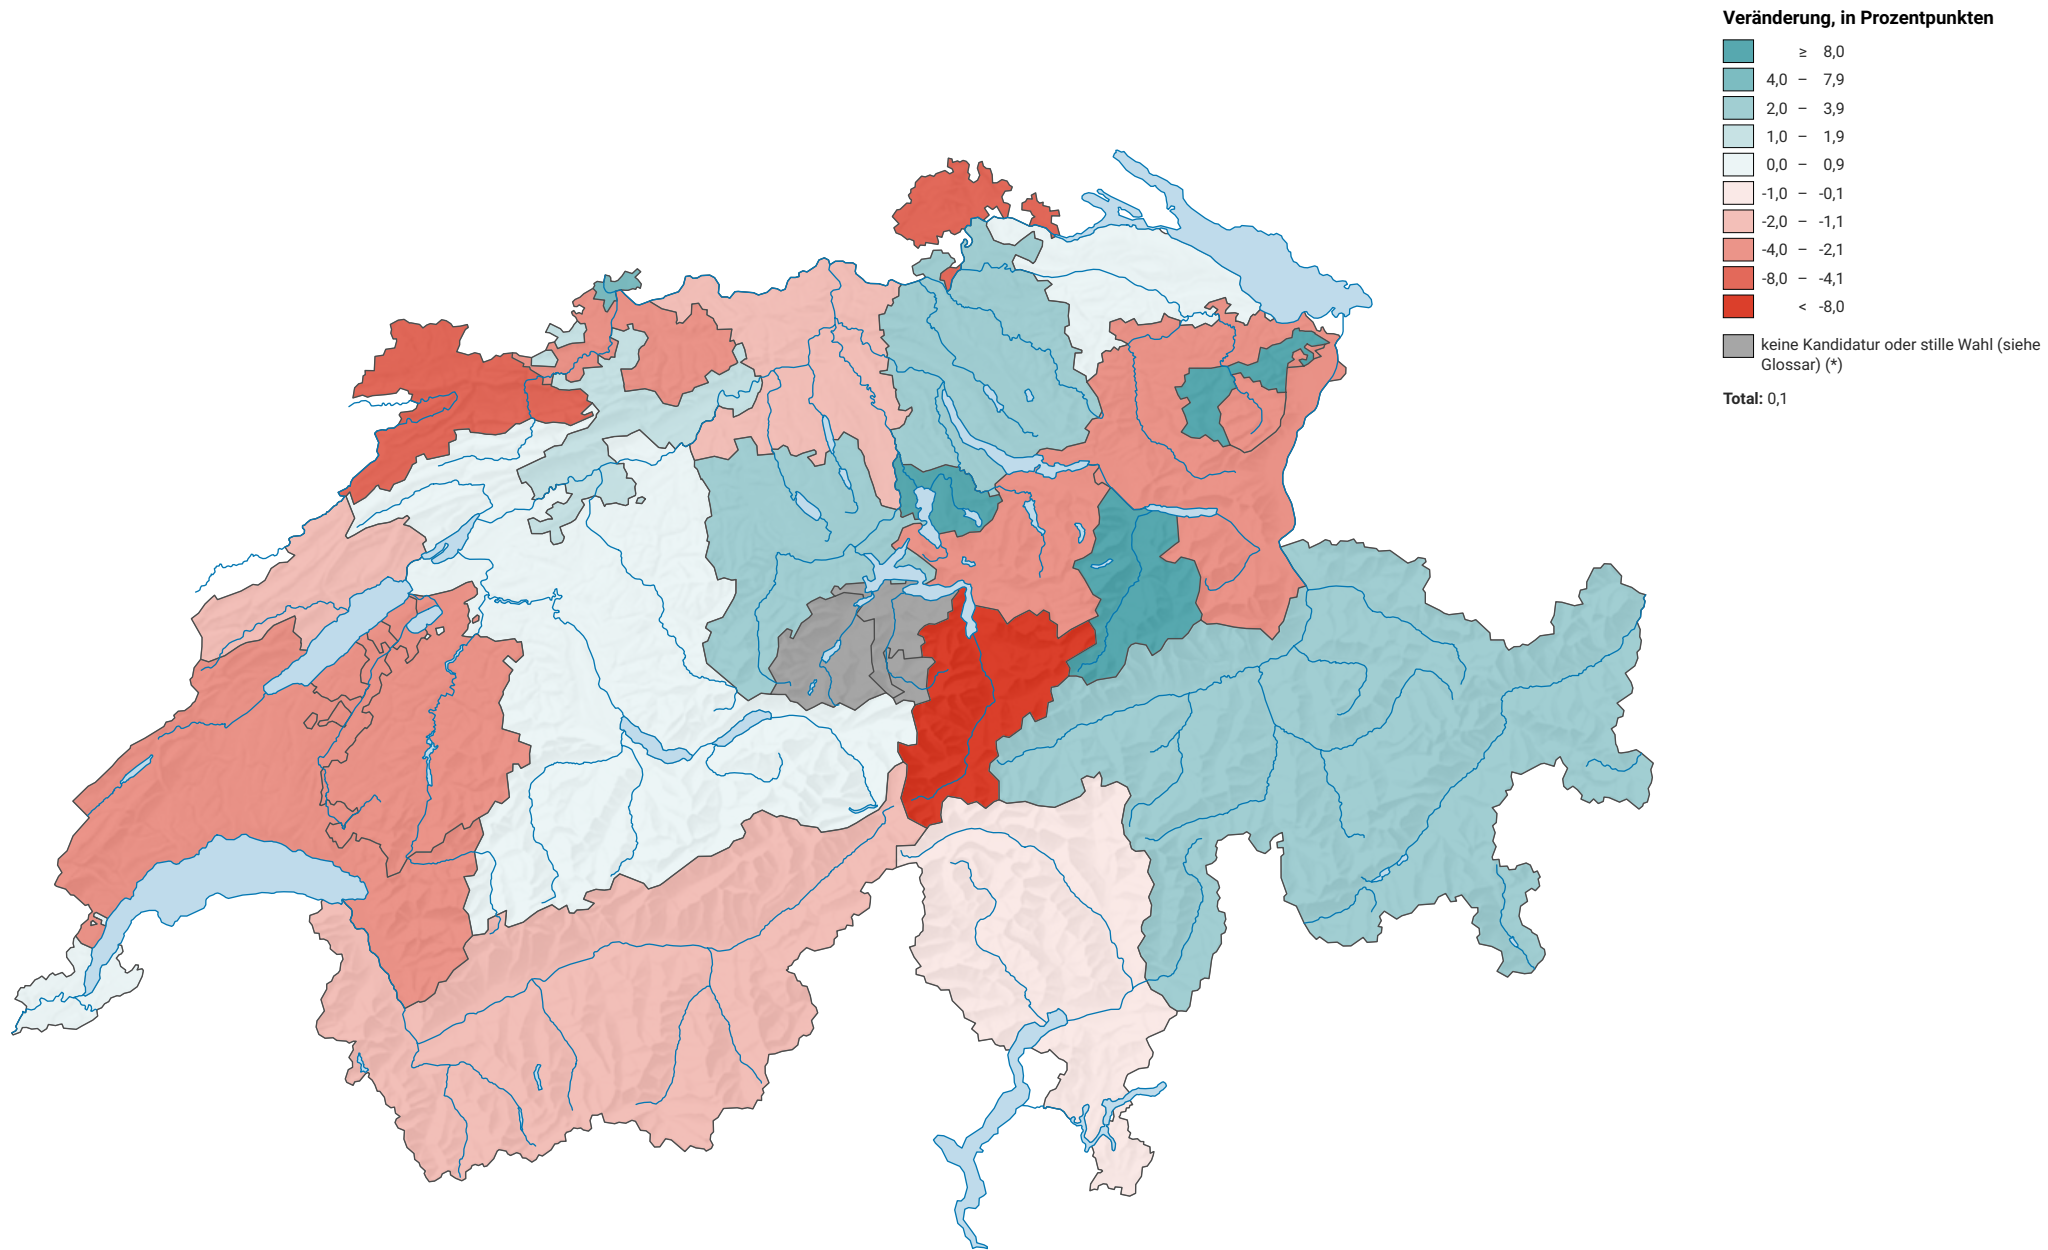 Veränderung, in Prozentpunkten
≥ 8,0
4,0 – 7,9
2,0 – 3,9
1,0 – 1,9
0,0 – 0,9
-1,0 – -0,1
-2,0 – -1,1
-4,0 – -2,1
-8,0 – -4,1
< -8,0
keine Kandidatur oder stille Wahl (siehe
Glossar) (*)
Total: 0,1